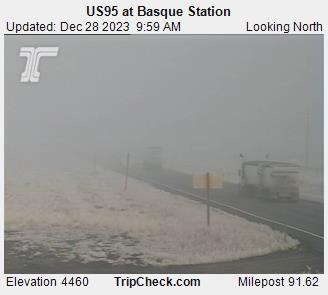 US95 at Basque Station
Updated: Dec 28 2023 9:59 AM Looking North
Elevation 4460 TripCheck.com Milepost 91.62